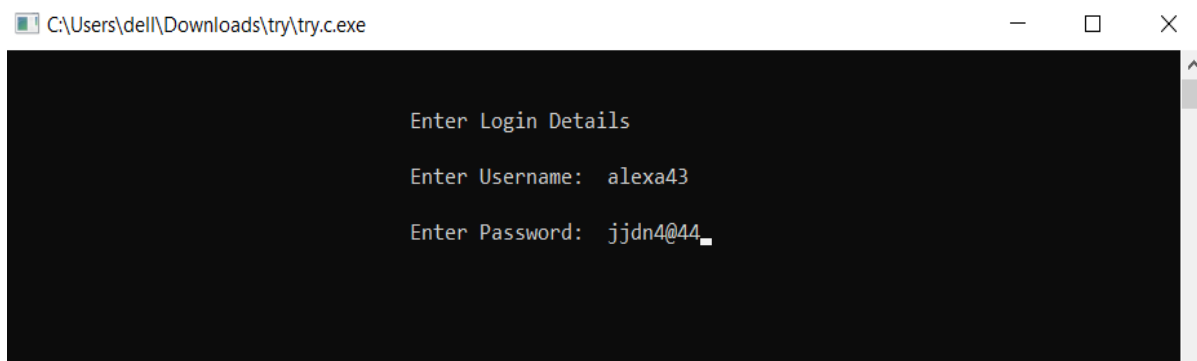 C:\Users\dell\Downloads\try\try.c.exe
Enter Login Details
Enter Username: alexa43
Enter Password: jjdn4@44